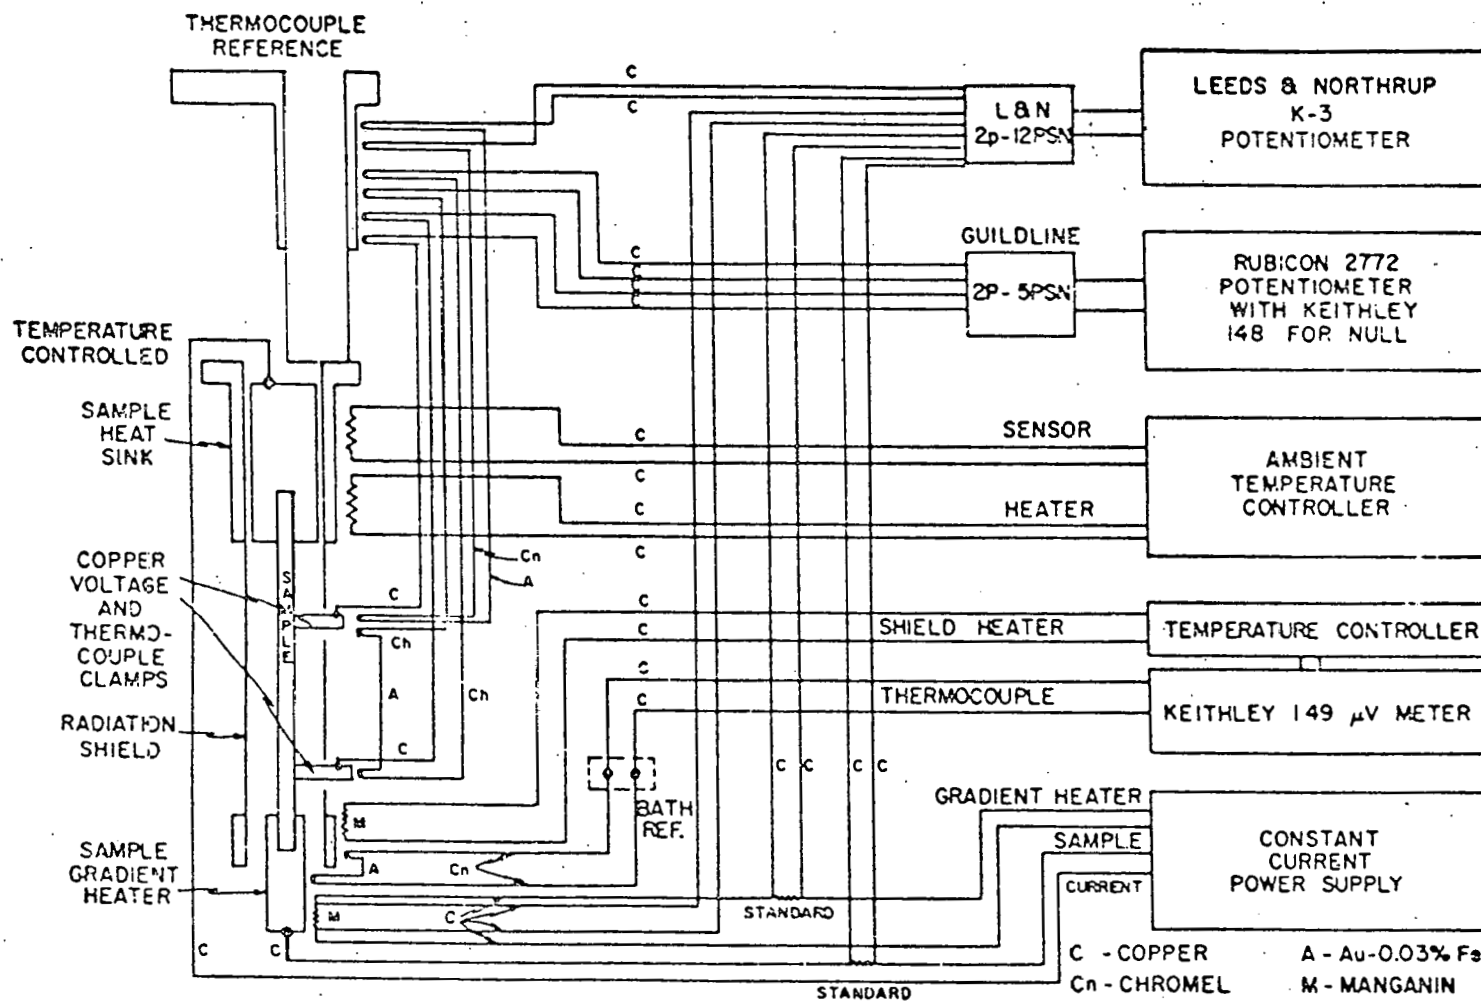 THERMOCOUPLE
REFERENCE
C
C
L & N
2p-12PSN
LEEDS & NORTHRUP
K-3
POTENTIOMETER
C
GUILDLINE
2P-5PSN
RUBICON 2772
POTENTIOMETER
WITH KEITHLEY
148 FOR NULL
TEMPERATURE
CONTROLLED
SAMPLE
HEAT
SINK
C
SENSOR
C
C
HEATER
C
AMBIENT
TEMPERATURE
CONTROLLER
Cn
A
COPPER
VOLTAGE
AND
THERMO-
COUPLE
CLAMPS
SAMPLE
C
Ch
A
Ch
C
C
C
SHIELD HEATER
TEMPERATURE CONTROLLER
C
C
THERMOCOUPLE
KEITHLEY 149 µV METER
RADIATION
SHIELD
C
C
C
C
BATH
REF.
M
A
Cn
GRADIENT HEATER
SAMPLE
CURRENT
CONSTANT
CURRENT
POWER SUPPLY
SAMPLE
GRADIENT
HEATER
M
C
STANDARD
C
C
STANDARD
C - COPPER
A - Au-0.03% Fe
Cn - CHROMEL
M - MANGANIN